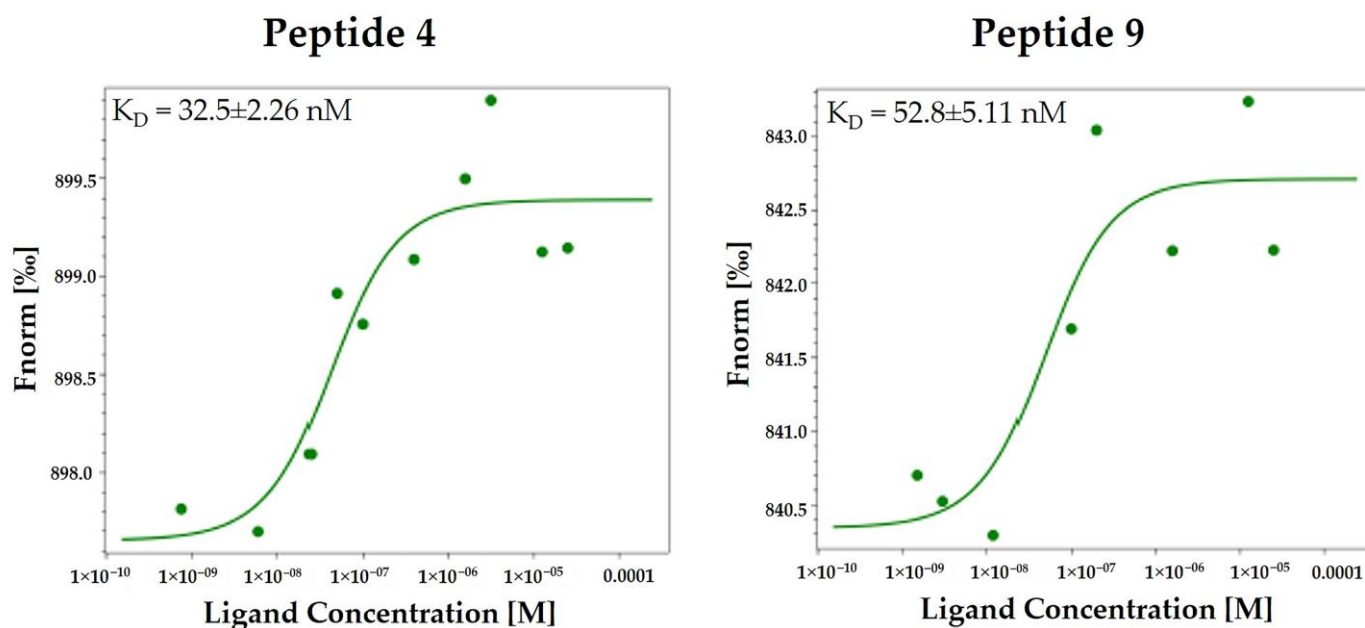 Peptide 4
K_D = 32.5±2.26 nM
899.5
899.0
898.5
898.0
Fnorm [‰]
1×10⁻¹⁰ 1×10⁻⁰⁹ 1×10⁻⁰⁸ 1×10⁻⁰⁷ 1×10⁻⁰⁶ 1×10⁻⁰⁵ 0.0001
Ligand Concentration [M]
Peptide 9
K_D = 52.8±5.11 nM
843.0
842.5
842.0
841.5
841.0
840.5
Fnorm [‰]
1×10⁻¹⁰ 1×10⁻⁰⁹ 1×10⁻⁰⁸ 1×10⁻⁰⁷ 1×10⁻⁰⁶ 1×10⁻⁰⁵ 0.0001
Ligand Concentration [M]